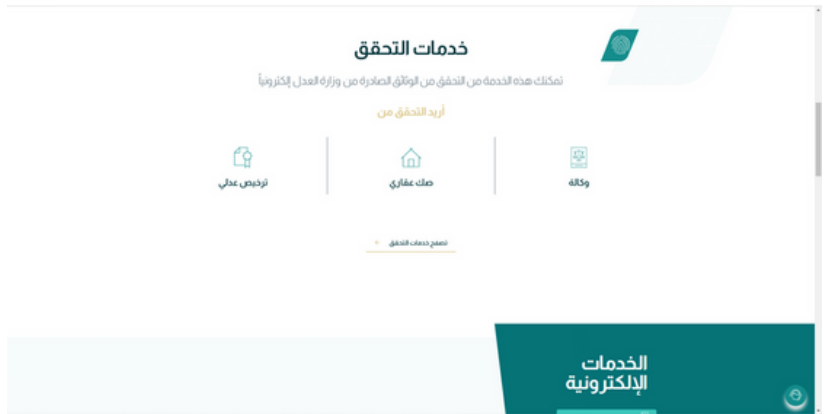 خدمات التحقق
تمكنك هذه الخدمة من التحقق من الوثائق الصادرة من وزارة العدل إلكترونياً
أريد التحقق من
وكالة
صك عقاري
ترخيص عدلي
تصفح خدمات التحقق
الخدمات
الإلكترونية